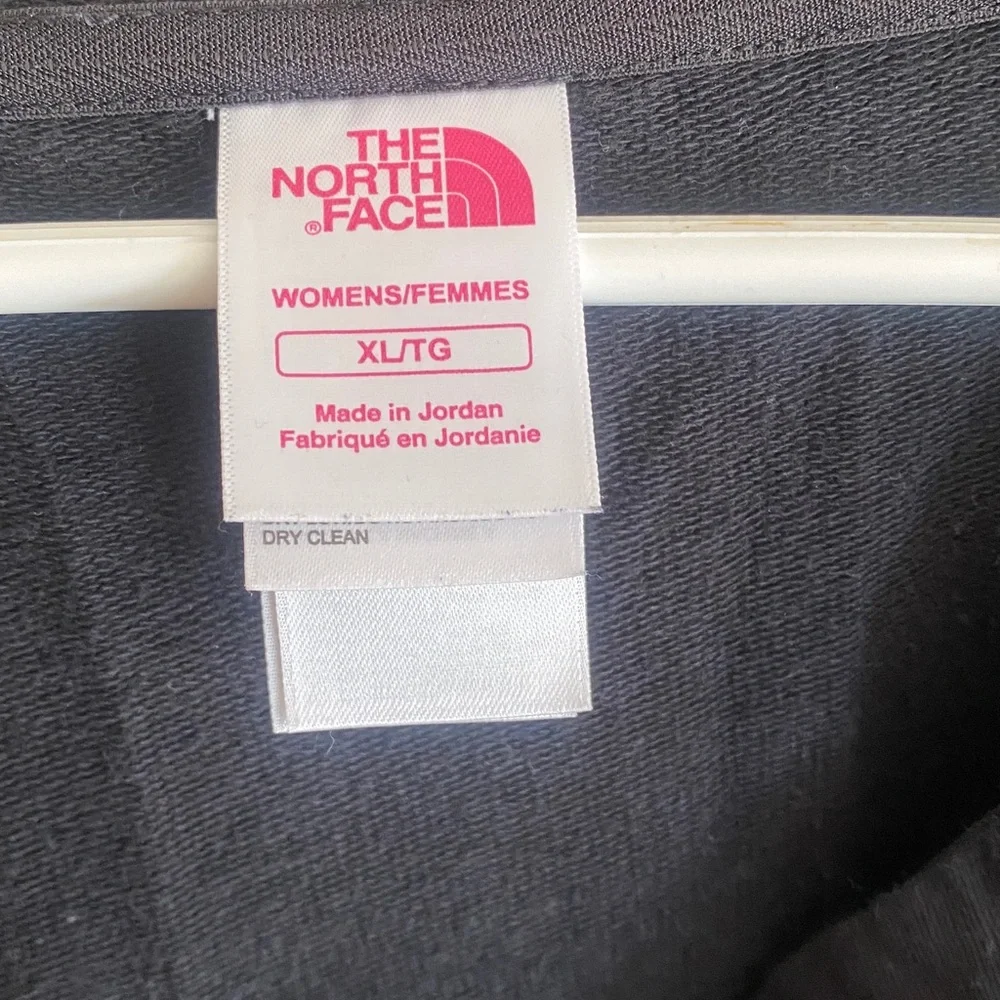 THE
NORTH
® FACE
WOMENS/FEMMES
XL/TG
Made in Jordan
Fabriqué en Jordanie
DRY CLEAN